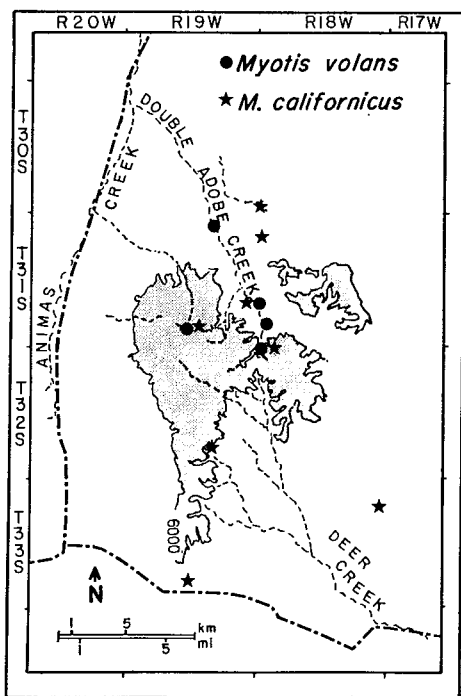 R20W R19W R18W R17W
● Myotis volans
★ M. californicus
T30S
T31S
T32S
T33S
DOUBLE ADOBE CREEK
ANIMAS CREEK
6000
DEER CREEK
N
1 5 km
1 5 mi